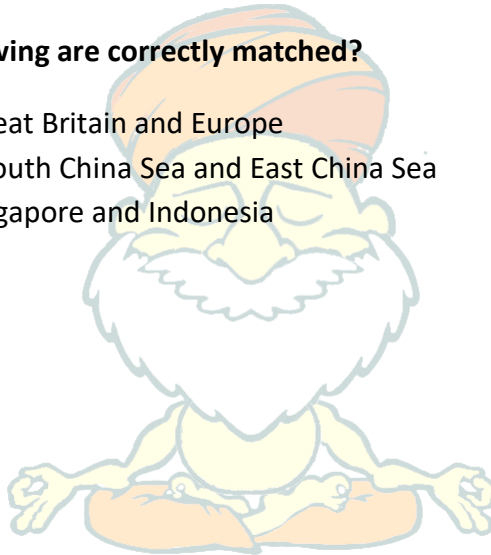 wing are correctly matched?
eat Britain and Europe
outh China Sea and East China Sea
gapore and Indonesia